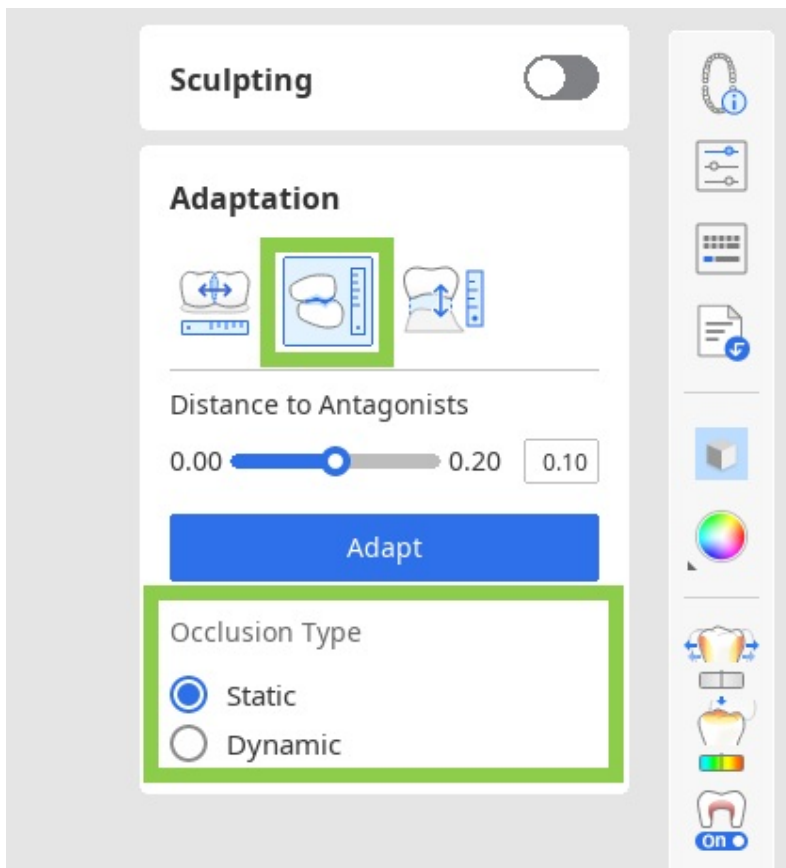 Sculpting
Adaptation
Distance to Antagonists
0.00 0.20 0.10
Adapt
Occlusion Type
Static
Dynamic
On